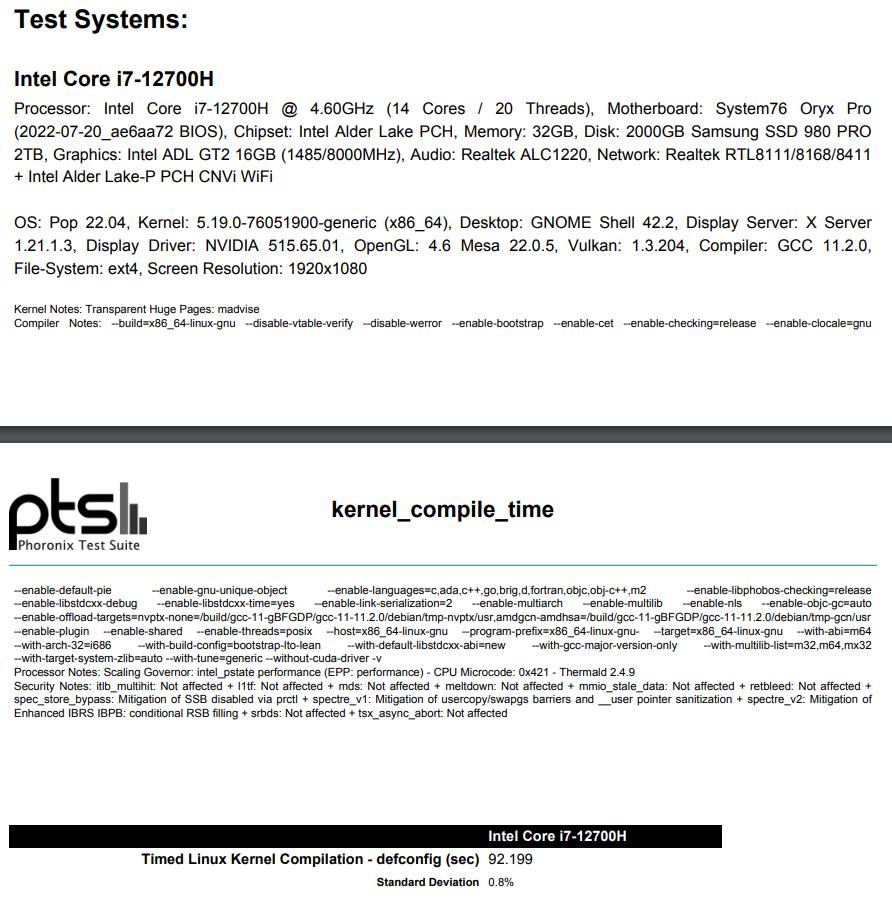 Test Systems:
Intel Core i7-12700H
Processor: Intel Core i7-12700H @ 4.60GHz (14 Cores / 20 Threads), Motherboard: System76 Oryx Pro
(2022-07-20_ae6aa72 BIOS), Chipset: Intel Alder Lake PCH, Memory: 32GB, Disk: 2000GB Samsung SSD 980 PRO
2TB, Graphics: Intel ADL GT2 16GB (1485/8000MHz), Audio: Realtek ALC1220, Network: Realtek RTL8111/8168/8411
+ Intel Alder Lake-P PCH CNVi WiFi
OS: Pop 22.04, Kernel: 5.19.0-76051900-generic (x86_64), Desktop: GNOME Shell 42.2, Display Server: X Server
1.21.1.3, Display Driver: NVIDIA 515.65.01, OpenGL: 4.6 Mesa 22.0.5, Vulkan: 1.3.204, Compiler: GCC 11.2.0,
File-System: ext4, Screen Resolution: 1920x1080
Kernel Notes: Transparent Huge Pages: madvise
Compiler Notes: --build=x86_64-linux-gnu --disable-vtable-verify --disable-werror --enable-bootstrap --enable-cet --enable-checking=release --enable-clocale=gnu
pts
Phoronix Test Suite
kernel_compile_time
--enable-default-pie --enable-gnu-unique-object --enable-languages=c,ada,c++,go,brig,d,fortran,objc,obj-c++,m2 --enable-libphobos-checking=release
--enable-libstdcxx-debug --enable-libstdcxx-time=yes --enable-link-serialization=2 --enable-multiarch --enable-multilib --enable-nls --enable-objc-gc=auto
--enable-offload-targets=nvptx-none=/build/gcc-11-gBFGDP/gcc-11-11.2.0/debian/tmp-nvptx/usr,amdgcn-amdhsa=/build/gcc-11-gBFGDP/gcc-11-11.2.0/debian/tmp-gcn/usr
--enable-plugin --enable-shared --enable-threads=posix --host=x86_64-linux-gnu --program-prefix=x86_64-linux-gnu- --target=x86_64-linux-gnu --with-abi=m64
--with-arch-32=i686 --with-build-config=bootstrap-lto-lean --with-default-libstdcxx-abi=new --with-gcc-major-version-only --with-multilib-list=m32,m64,mx32
--with-target-system-zlib=auto --with-tune=generic --without-cuda-driver -v
Processor Notes: Scaling Governor: intel_pstate performance (EPP: performance) - CPU Microcode: 0x421 - Thermald 2.4.9
Security Notes: itlb_multihit: Not affected + l1tf: Not affected + mds: Not affected + meltdown: Not affected + mmio_stale_data: Not affected + retbleed: Not affected +
spec_store_bypass: Mitigation of SSB disabled via prctl + spectre_v1: Mitigation of usercopy/swapgs barriers and __user pointer sanitization + spectre_v2: Mitigation of
Enhanced IBRS IBPB: conditional RSB filling + srbds: Not affected + tsx_async_abort: Not affected
Intel Core i7-12700H
Timed Linux Kernel Compilation - defconfig (sec) 92.199
Standard Deviation 0.8%